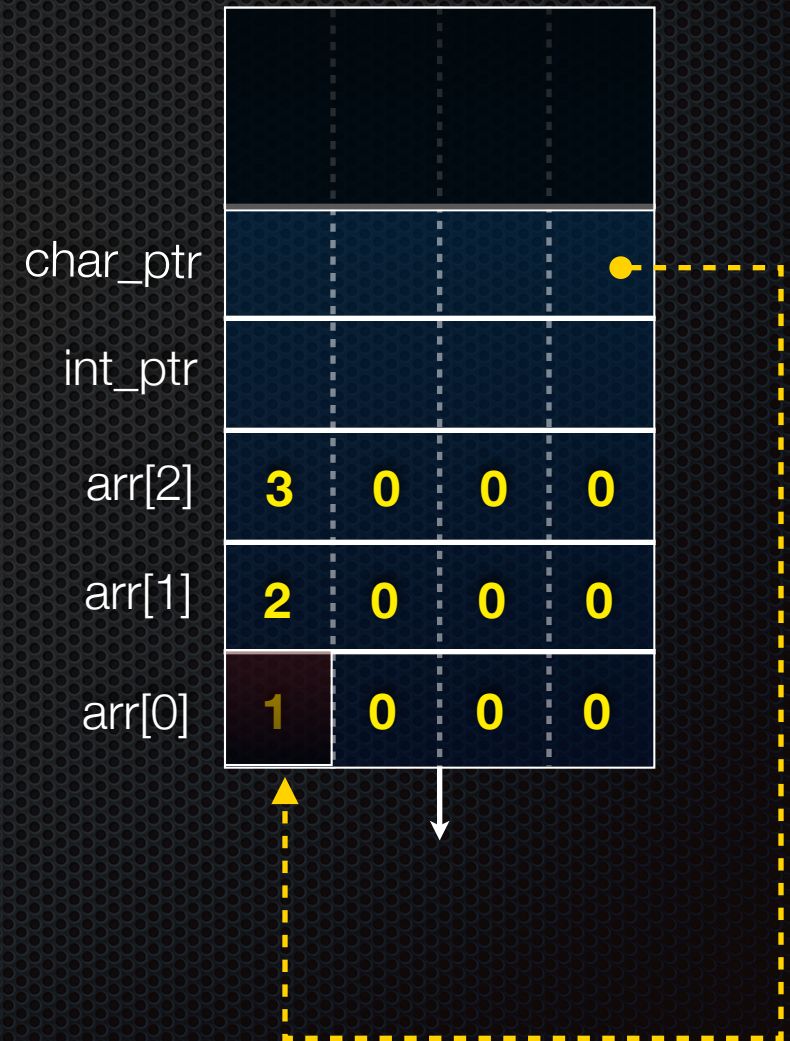 char_ptr
int_ptr
arr[2] 3 0 0 0
arr[1] 2 0 0 0
arr[0] 1 0 0 0